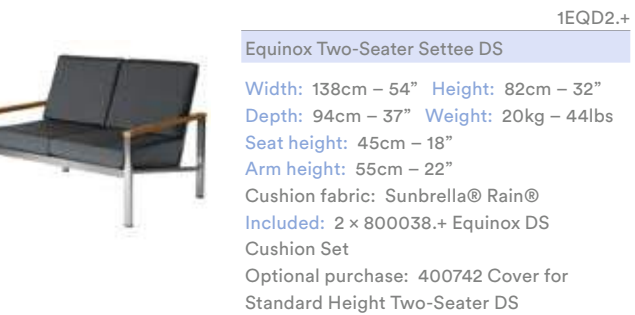 1EQD2.+
Equinox Two-Seater Settee DS
Width: 138cm – 54” Height: 82cm – 32”
Depth: 94cm – 37” Weight: 20kg – 44lbs
Seat height: 45cm – 18”
Arm height: 55cm – 22”
Cushion fabric: Sunbrella® Rain®
Included: 2 × 800038.+ Equinox DS
Cushion Set
Optional purchase: 400742 Cover for
Standard Height Two-Seater DS